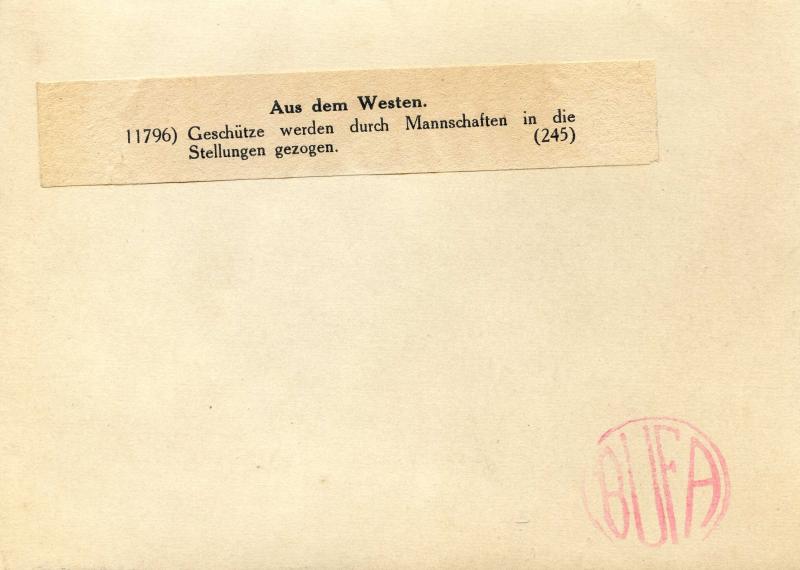 Aus dem Westen.
11796) Geschütze werden durch Mannschaften in die
Stellungen gezogen. (245)
BUFA